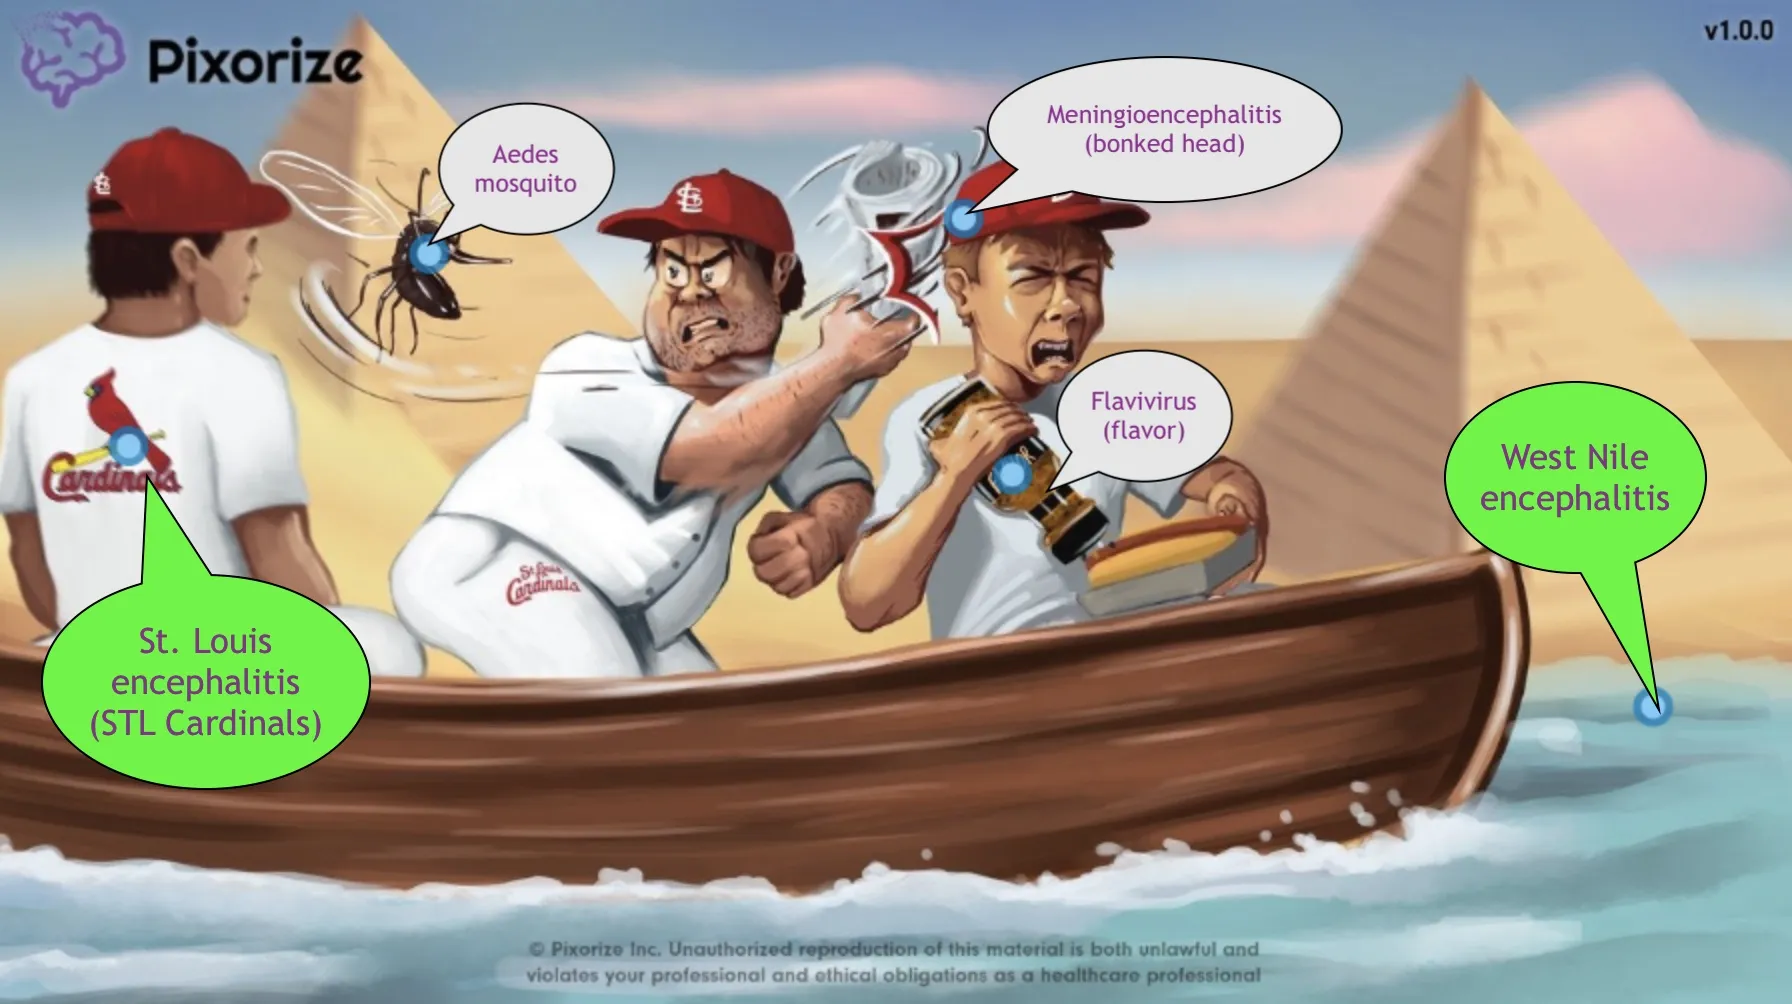 Pixorize
v1.0.0
Aedes
mosquito
Meningioencephalitis
(bonked head)
Flavivirus
(flavor)
West Nile
encephalitis
Cardinals
St. Louis
Cardinals
St. Louis
encephalitis
(STL Cardinals)
© Pixorize Inc. Unauthorized reproduction of this material is both unlawful and
violates your professional and ethical obligations as a healthcare professional